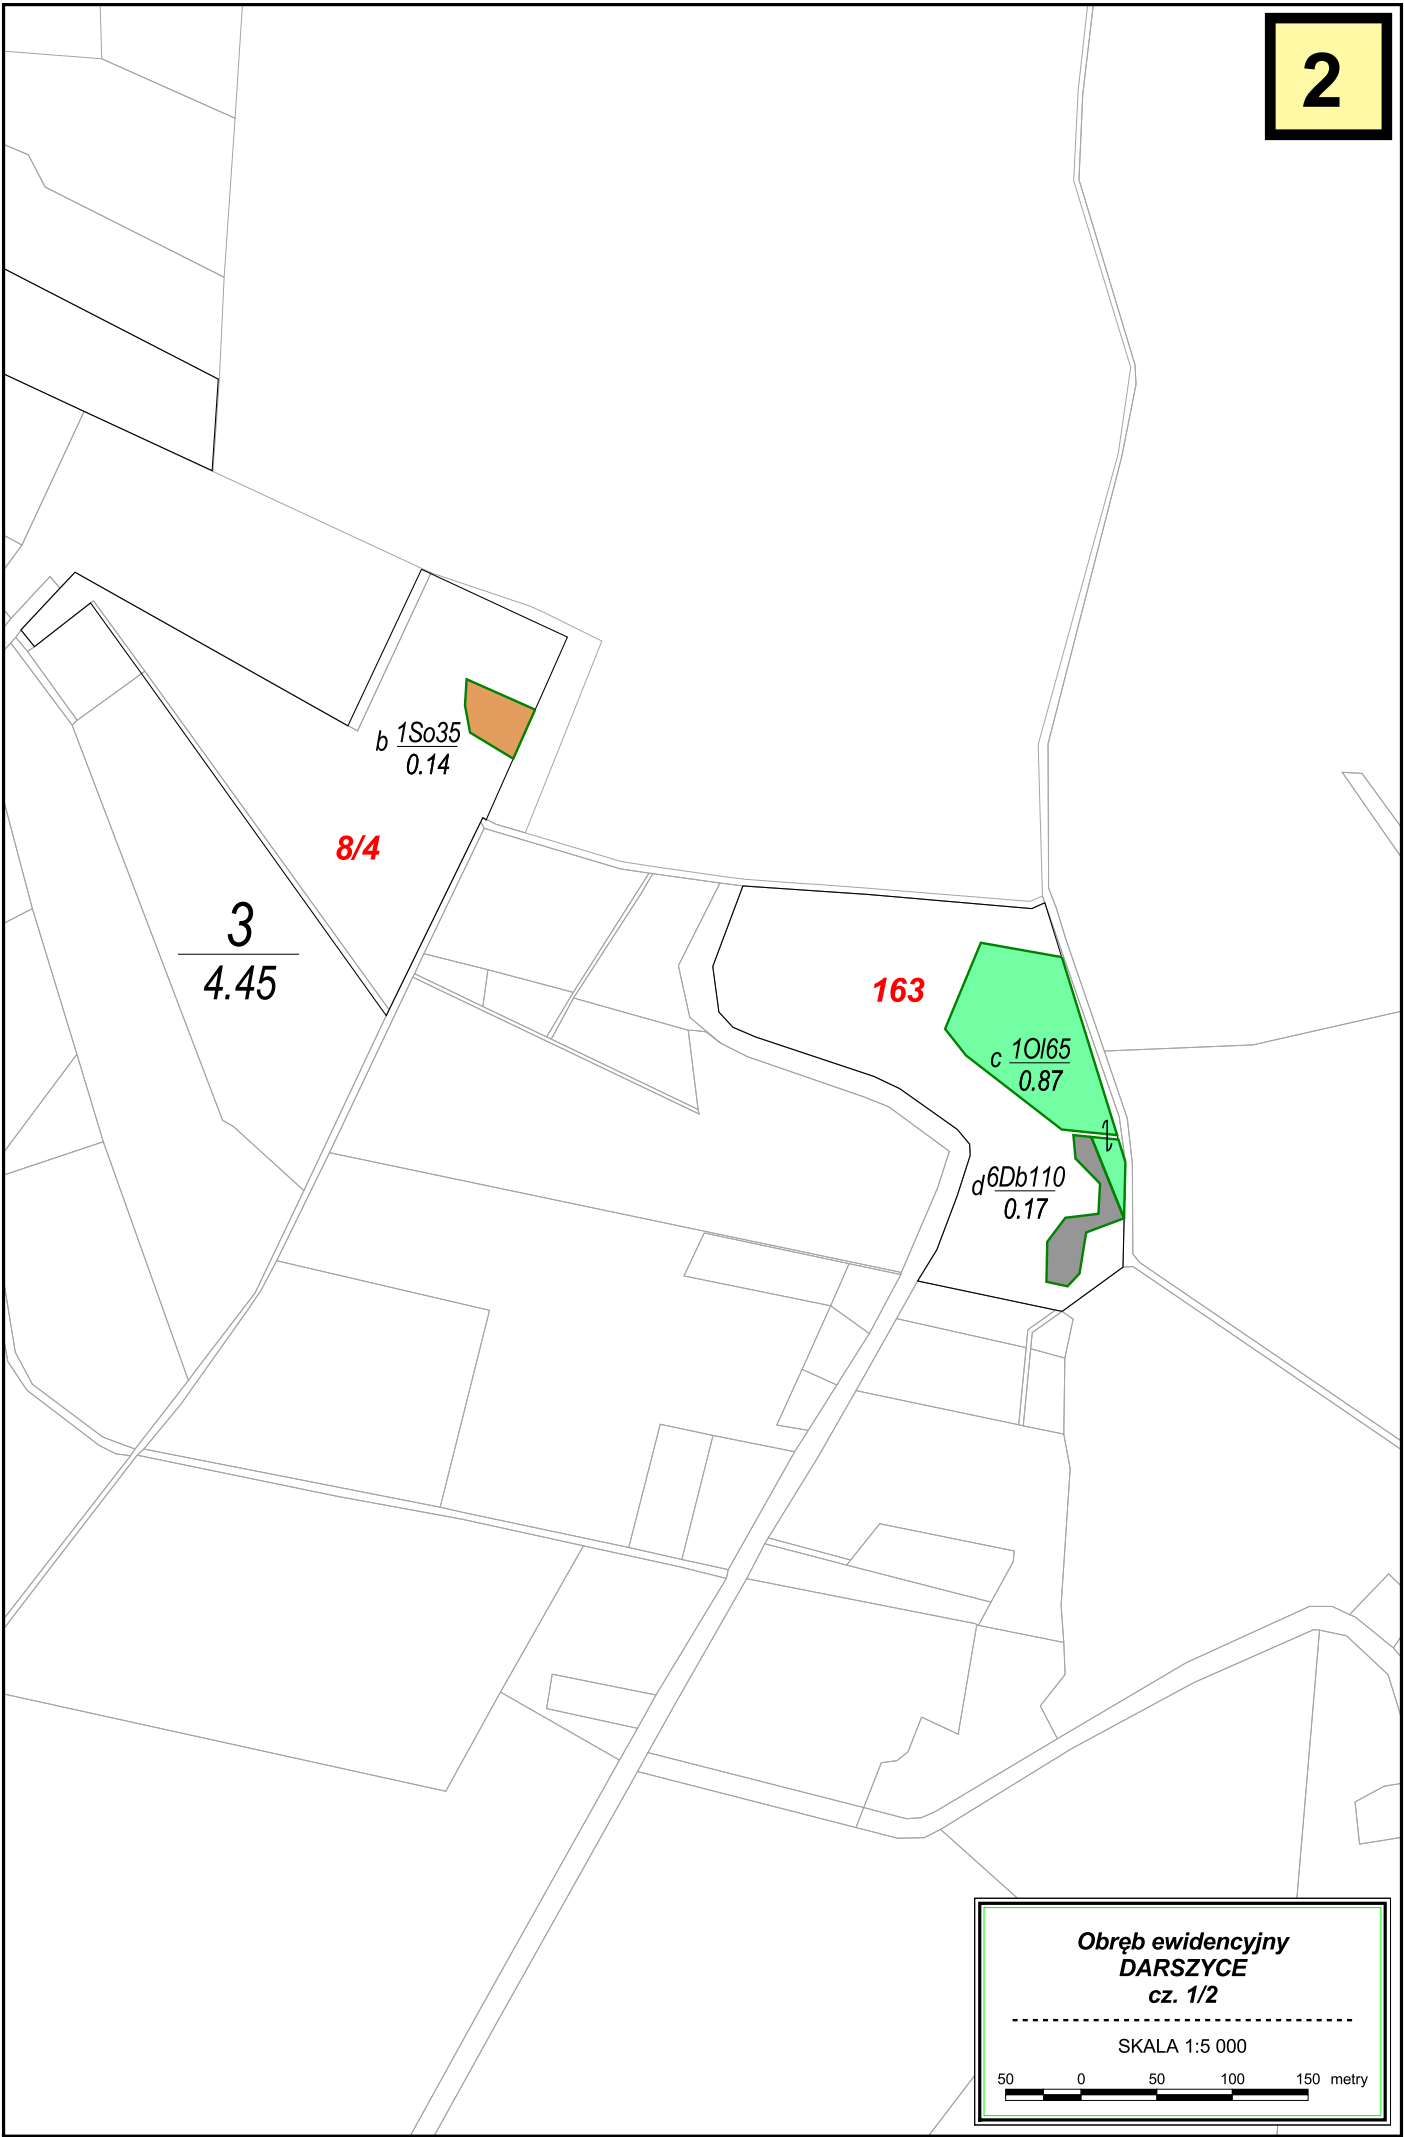 2
b 1So35
0.14
8/4
3
4.45
163
c 1Ol65
0.87
d 6Db110
0.17
Obręb ewidencyjny
DARSZYCE
cz. 1/2
SKALA 1:5 000
50 0 50 100 150 metry